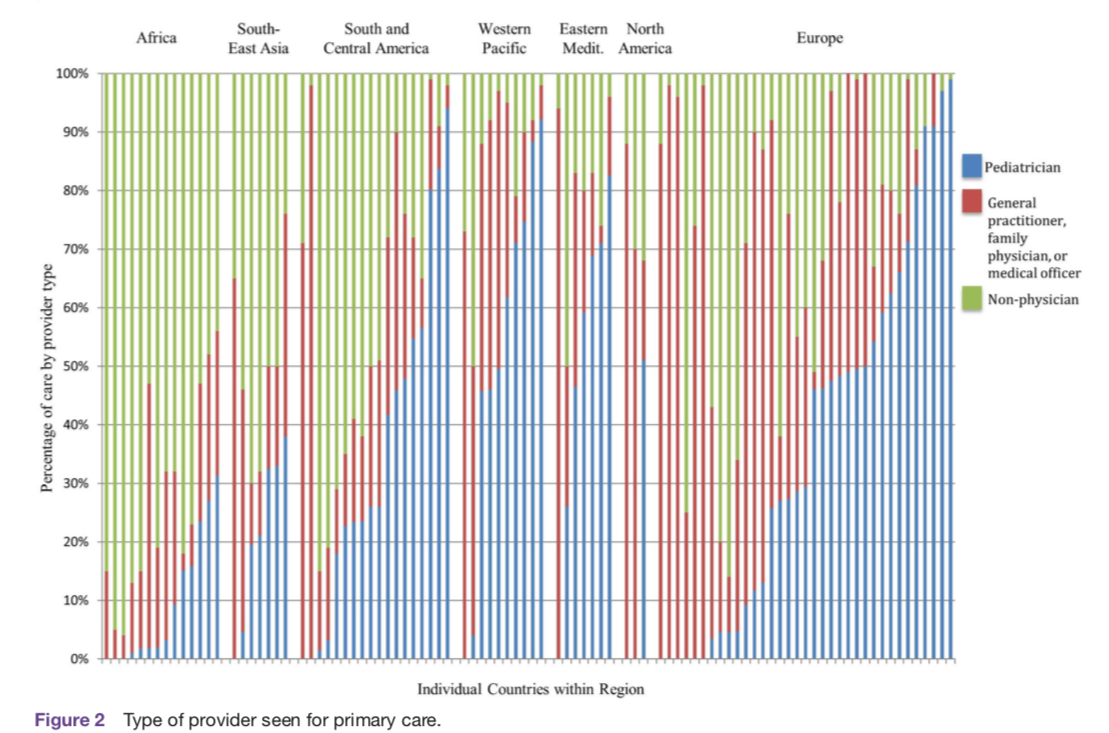 Africa
South-
East Asia
South and
Central America
Western
Pacific
Eastern
Medit.
North
America
Europe
100%
90%
80%
70%
60%
50%
40%
30%
20%
10%
0%
Percentage of care by provider type
Pediatrician
General
practitioner,
family
physician, or
medical officer
Non-physician
Individual Countries within Region
Figure 2 Type of provider seen for primary care.